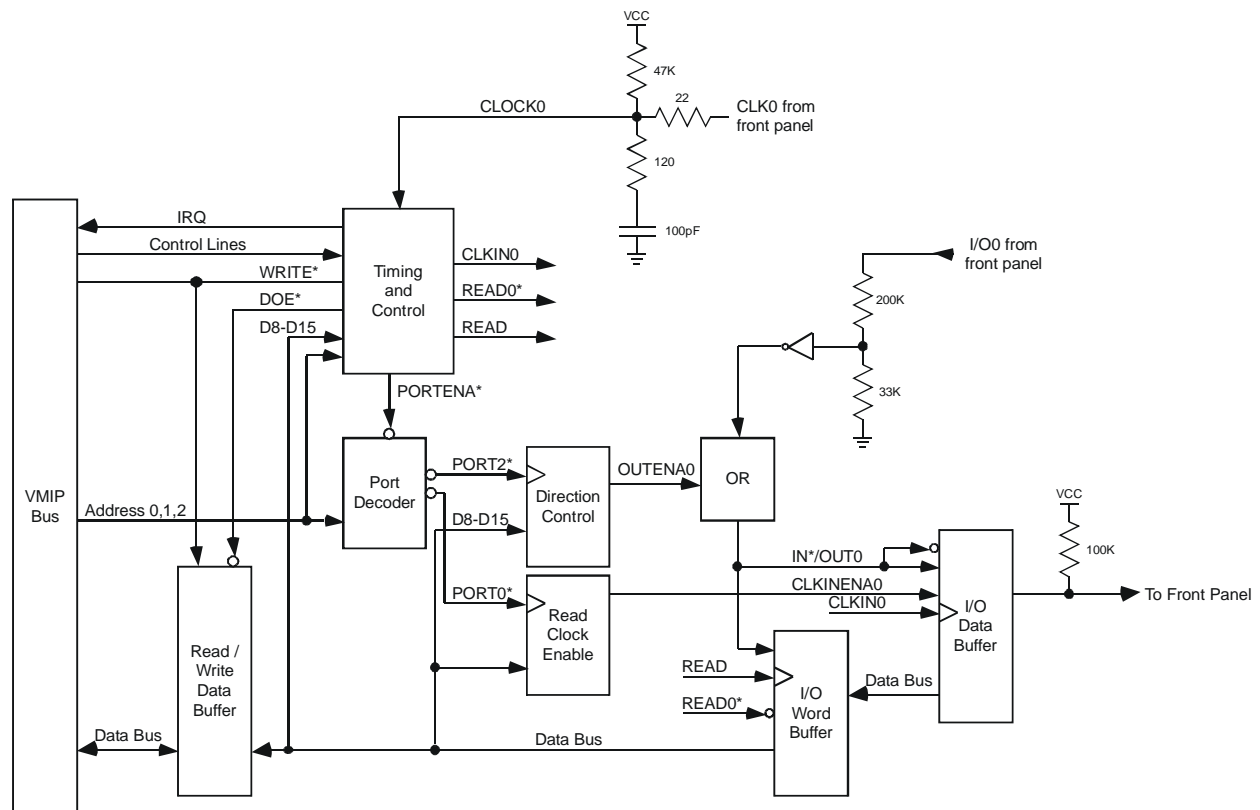 VCC
47K
22
CLOCK0
CLK0 from
front panel
120
100pF
IRQ
Control Lines
WRITE*
DOE*
D8-D15
Timing
and
Control
CLKIN0
READ0*
READ
I/O0 from
front panel
200K
33K
PORTENA*
VMIP
Bus
Address 0,1,2
Port
Decoder
PORT2*
D8-D15
Direction
Control
OUTENA0
OR
VCC
100K
IN*/OUT0
CLKINENA0
CLKIN0
I/O
Data
Buffer
To Front Panel
PORT0*
Read
Clock
Enable
Read /
Write
Data
Buffer
READ
READ0*
I/O
Word
Buffer
Data Bus
Data Bus
Data Bus